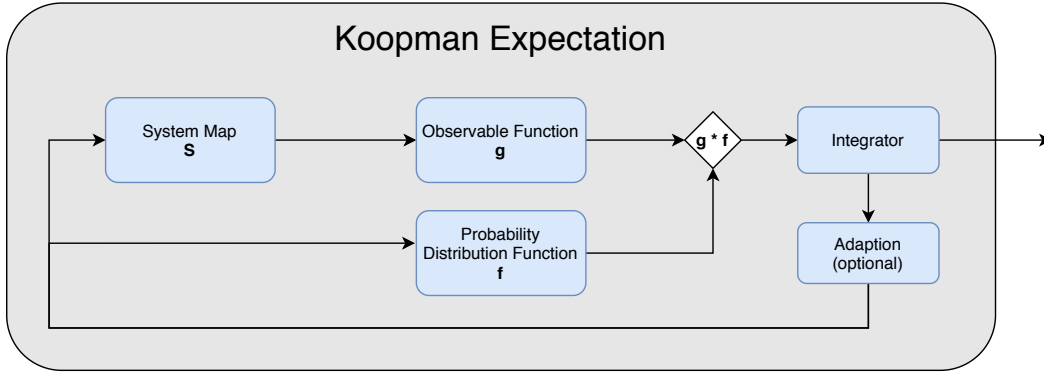 Koopman Expectation
System Map
S
Observable Function
g
g * f
Integrator
Probability
Distribution Function
f
Adaption
(optional)